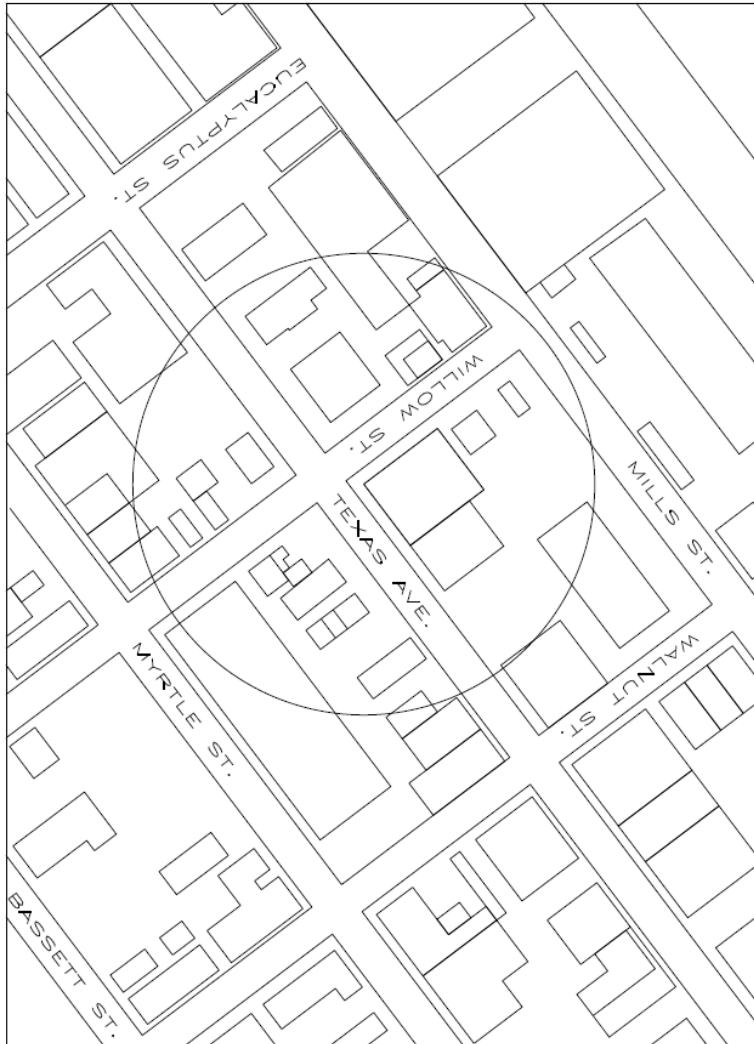 EUCALYPTUS ST.
WILLOW ST.
TEXAS AVE.
MILLS ST.
WALNUT ST.
MYRTLE ST.
BASSETT ST.